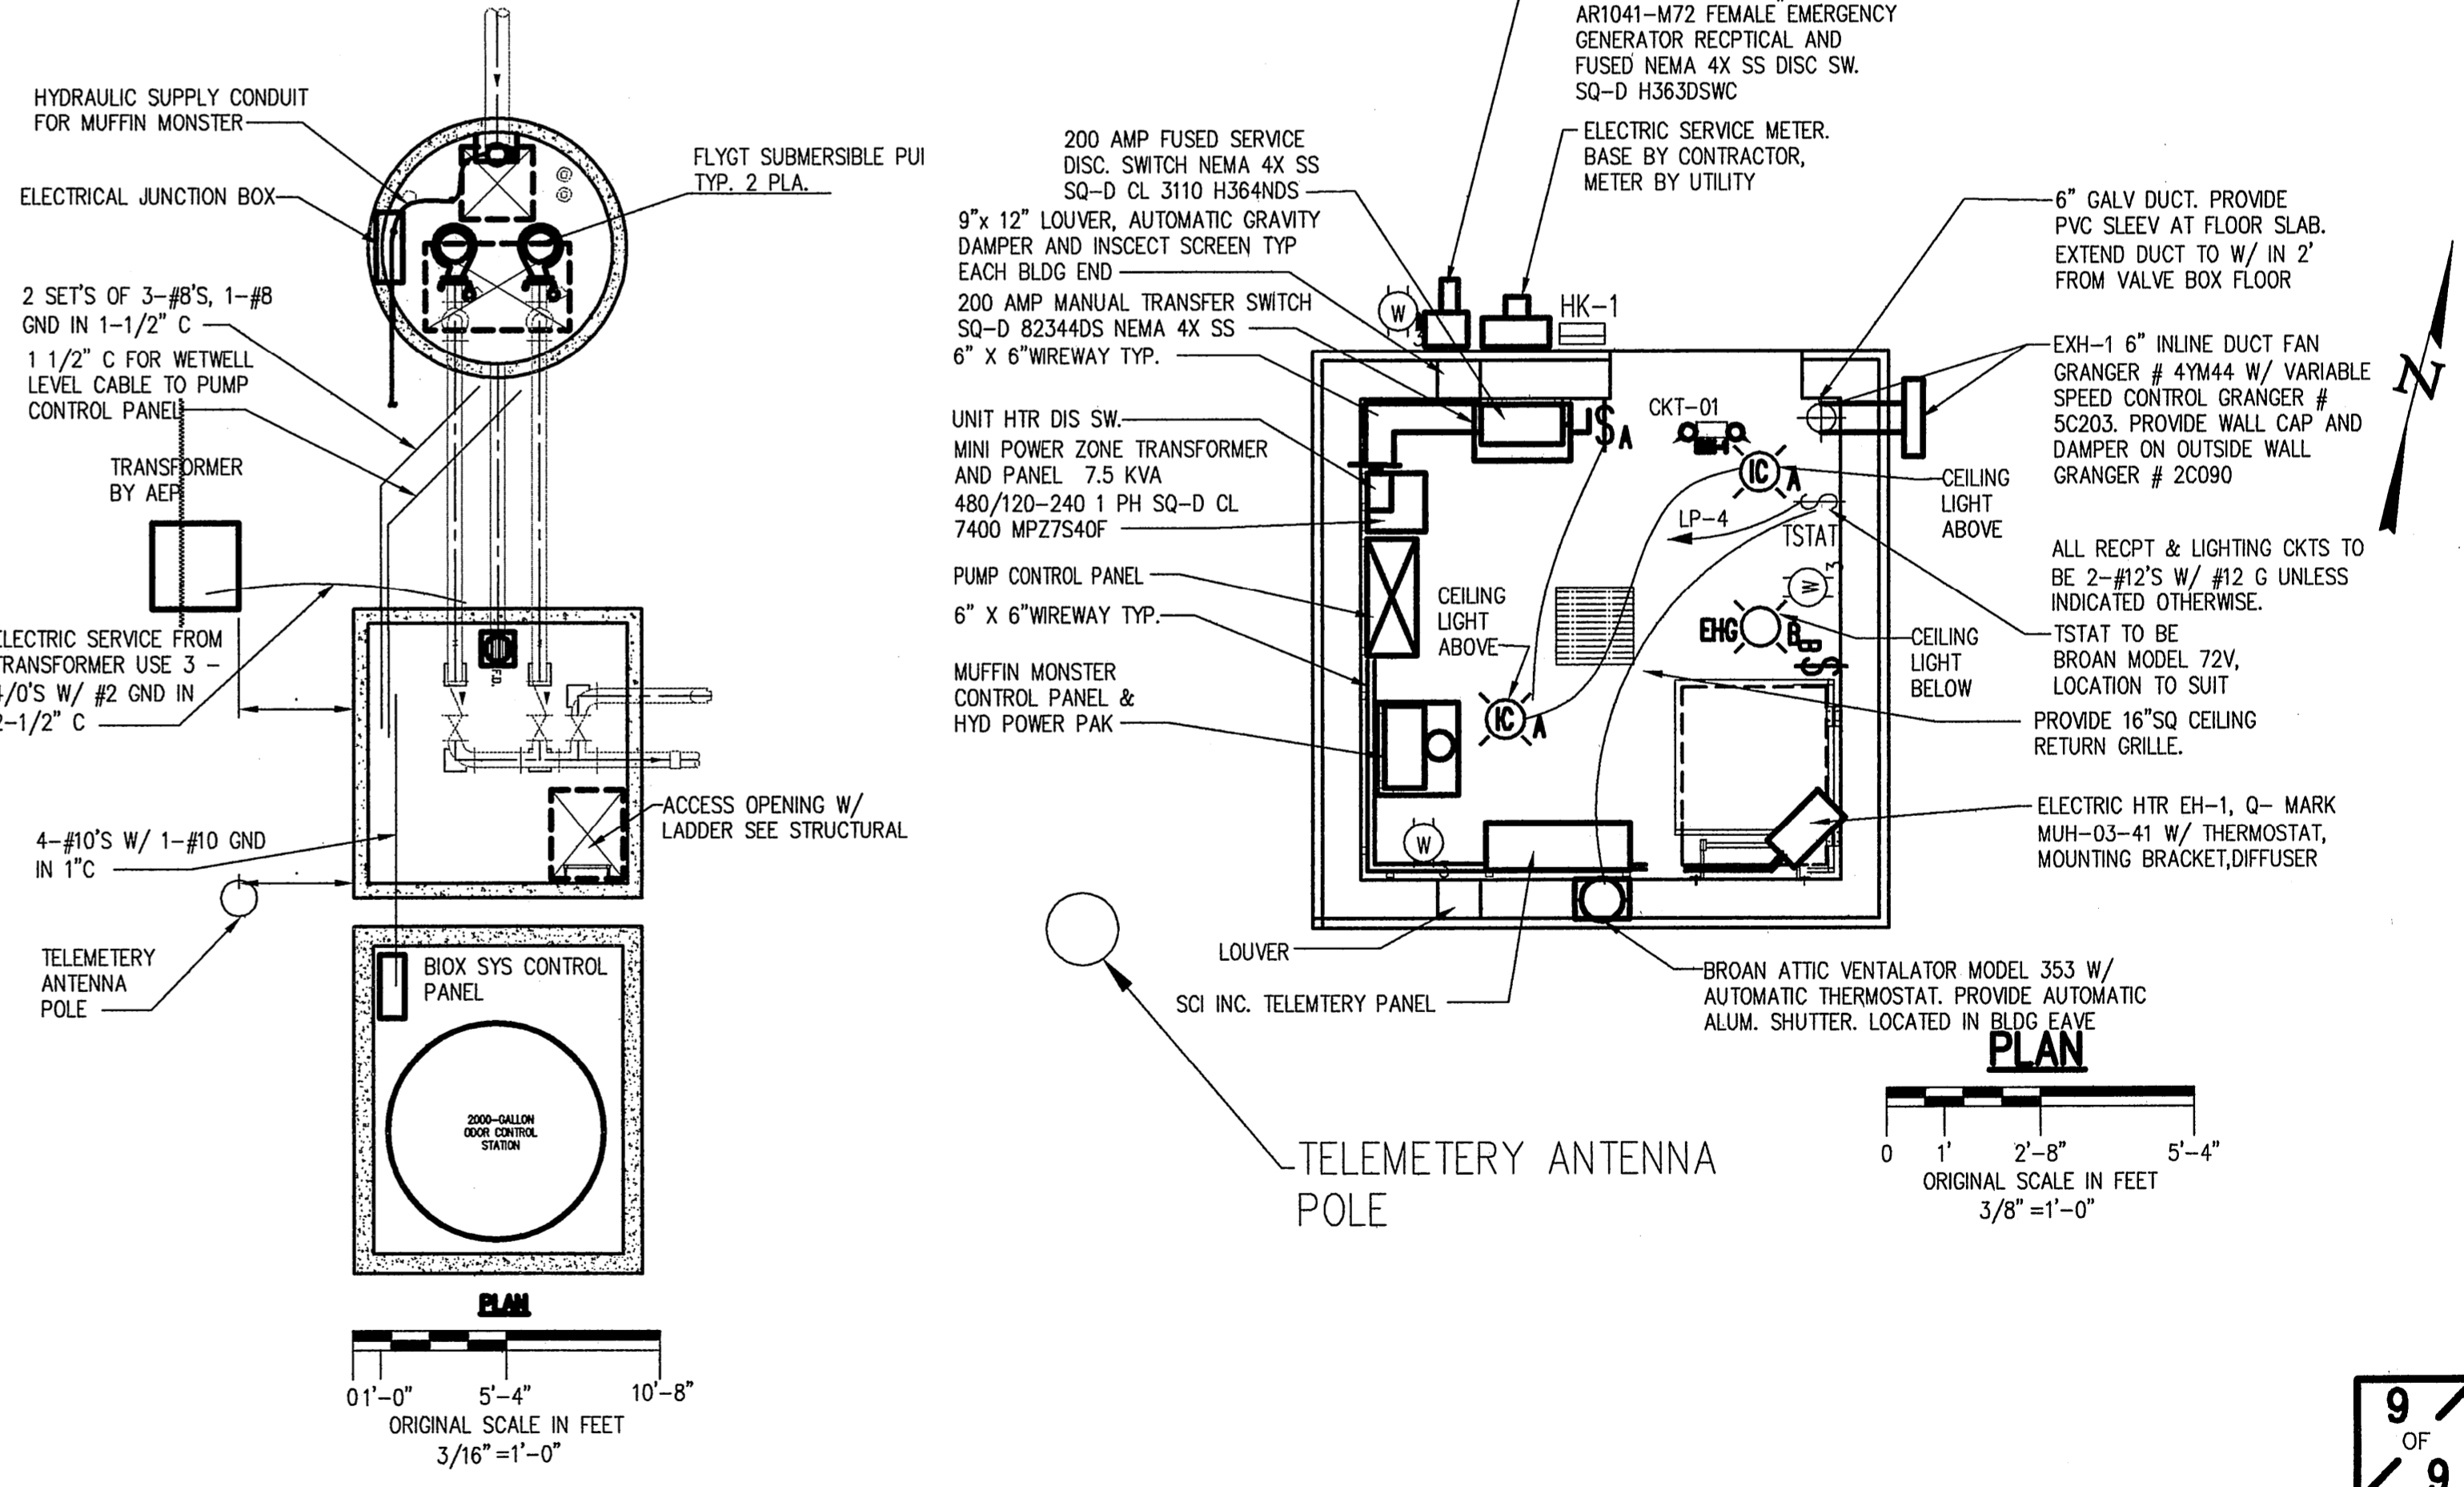 HYDRAULIC SUPPLY CONDUIT
FOR MUFFIN MONSTER
ELECTRICAL JUNCTION BOX
FLYGT SUBMERSIBLE PUI
TYP. 2 PLA.
2 SET'S OF 3-#8'S, 1-#8
GND IN 1-1/2" C
1 1/2" C FOR WETWELL
LEVEL CABLE TO PUMP
CONTROL PANEL
TRANSFORMER
BY AEP
ELECTRIC SERVICE FROM
TRANSFORMER USE 3 -
4/0'S W/ #2 GND IN
2-1/2" C
F.D.
4-#10'S W/ 1-#10 GND
IN 1"C
ACCESS OPENING W/
LADDER SEE STRUCTURAL
TELEMETERY
ANTENNA
POLE
BIOX SYS CONTROL
PANEL
2000-GALLON
ODOR CONTROL
STATION
PLAN
0 1'-0" 5'-4" 10'-8"
ORIGINAL SCALE IN FEET
3/16" =1'-0"
AR1041-M72 FEMALE EMERGENCY
GENERATOR RECPTICAL AND
FUSED NEMA 4X SS DISC SW.
SQ-D H363DSWC
ELECTRIC SERVICE METER.
BASE BY CONTRACTOR,
METER BY UTILITY
200 AMP FUSED SERVICE
DISC. SWITCH NEMA 4X SS
SQ-D CL 3110 H364NDS
9"x 12" LOUVER, AUTOMATIC GRAVITY
DAMPER AND INSCECT SCREEN TYP
EACH BLDG END
200 AMP MANUAL TRANSFER SWITCH
SQ-D 82344DS NEMA 4X SS
6" X 6"WIREWAY TYP.
UNIT HTR DIS SW.
MINI POWER ZONE TRANSFORMER
AND PANEL 7.5 KVA
480/120-240 1 PH SQ-D CL
7400 MPZ7S40F
PUMP CONTROL PANEL
6" X 6"WIREWAY TYP.
MUFFIN MONSTER
CONTROL PANEL &
HYD POWER PAK
W
3
HK-1
S
A
CKT-01
IC
A
CEILING
LIGHT
ABOVE
LP-4
TSTAT
W
3
CEILING
LIGHT
ABOVE
EHG
B
CEILING
LIGHT
BELOW
IC
A
W
3
LOUVER
SCI INC. TELEMTERY PANEL
6" GALV DUCT. PROVIDE
PVC SLEEV AT FLOOR SLAB.
EXTEND DUCT TO W/ IN 2'
FROM VALVE BOX FLOOR
EXH-1 6" INLINE DUCT FAN
GRANGER # 4YM44 W/ VARIABLE
SPEED CONTROL GRANGER #
5C203. PROVIDE WALL CAP AND
DAMPER ON OUTSIDE WALL
GRANGER # 2C090
N
ALL RECPT & LIGHTING CKTS TO
BE 2-#12'S W/ #12 G UNLESS
INDICATED OTHERWISE.
TSTAT TO BE
BROAN MODEL 72V,
LOCATION TO SUIT
PROVIDE 16"SQ CEILING
RETURN GRILLE.
ELECTRIC HTR EH-1, Q- MARK
MUH-03-41 W/ THERMOSTAT,
MOUNTING BRACKET,DIFFUSER
BROAN ATTIC VENTALATOR MODEL 353 W/
AUTOMATIC THERMOSTAT. PROVIDE AUTOMATIC
ALUM. SHUTTER. LOCATED IN BLDG EAVE
PLAN
0 1' 2'-8" 5'-4"
ORIGINAL SCALE IN FEET
3/8" =1'-0"
TELEMETERY ANTENNA
POLE
9
OF
9